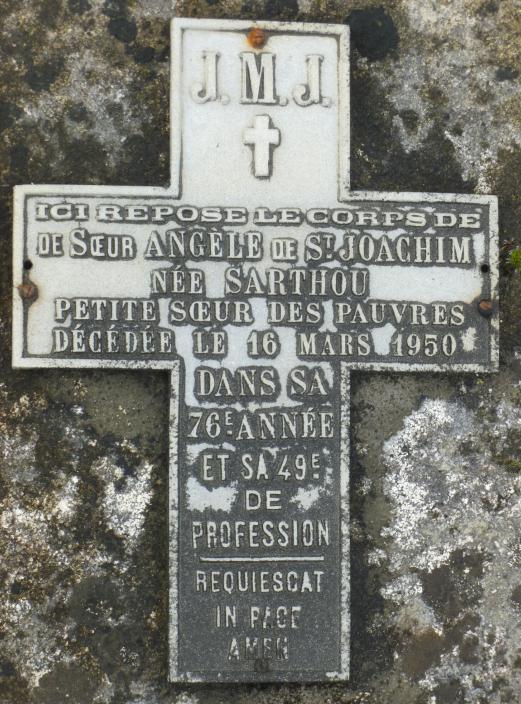 J.M.J.
ICI REPOSE LE CORPS DE
DE SŒUR ANGÈLE DE ST. JOACHIM
NÉE SARTHOU
PETITE SŒUR DES PAUVRES
DÉCÉDÉE LE 16 MARS 1950.
DANS SA
76E. ANNÉE
ET SA 49E.
DE
PROFESSION
REQUIESCAT
IN PACE
AMEN